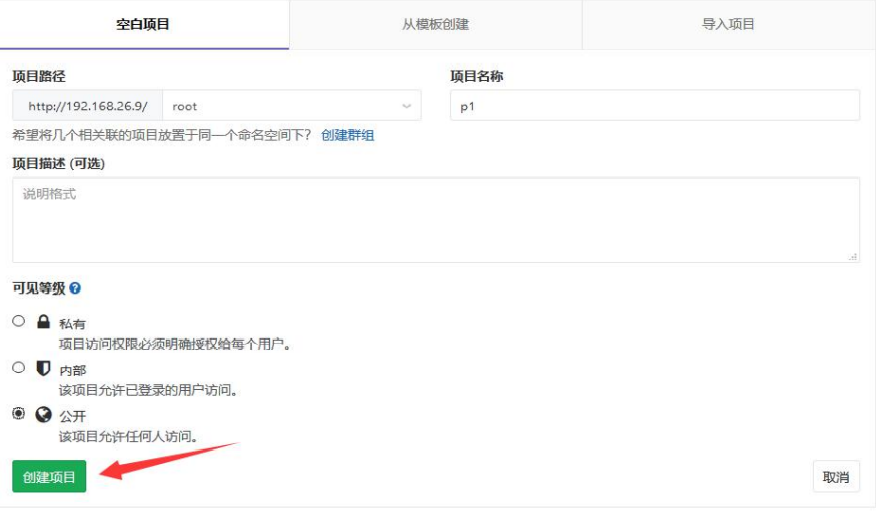 空白项目 从模板创建 导入项目
项目路径 项目名称
http://192.168.26.9/ root p1
希望将几个相关联的项目放置于同一个命名空间下? 创建群组
项目描述 (可选)
说明格式
可见等级 ?
私有
项目访问权限必须明确授权给每个用户。
内部
该项目允许已登录的用户访问。
公开
该项目允许任何人访问。
创建项目 取消